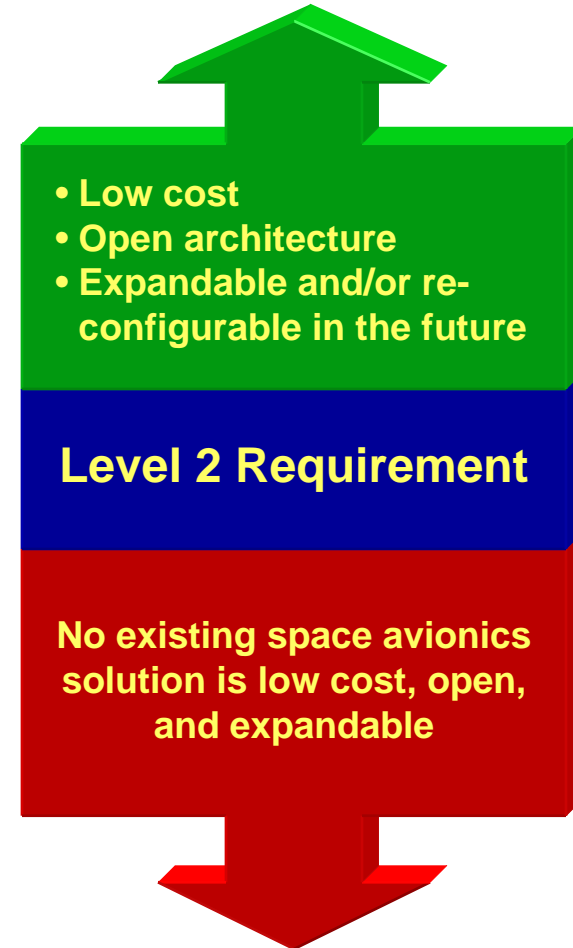 • Low cost
• Open architecture
• Expandable and/or re-
configurable in the future
Level 2 Requirement
No existing space avionics
solution is low cost, open,
and expandable